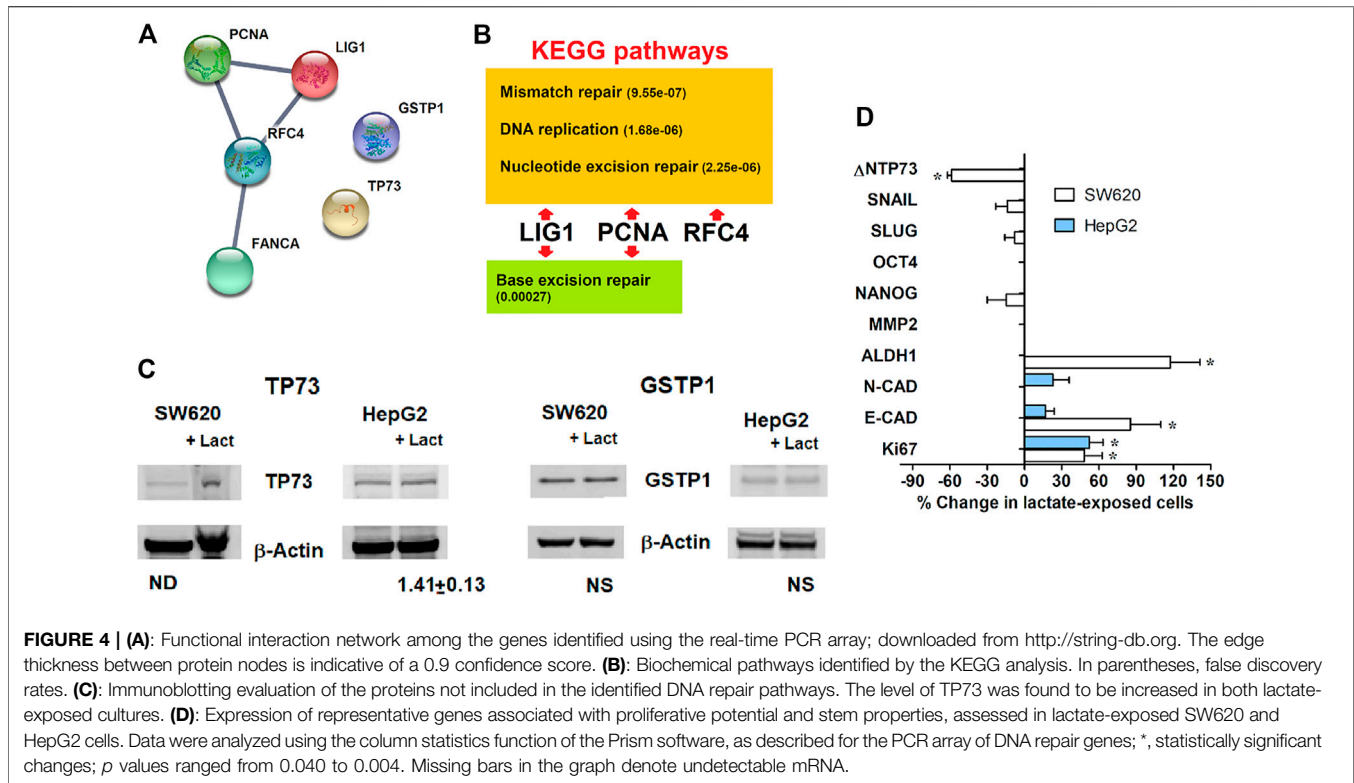 A
PCNA
LIG1
GSTP1
RFC4
TP73
FANCA
B
KEGG pathways
Mismatch repair (9.55e-07)
DNA replication (1.68e-06)
Nucleotide excision repair (2.25e-06)
LIG1 PCNA RFC4
Base excision repair
(0.00027)
C
TP73
SW620
+ Lact
HepG2
+ Lact
TP73
β-Actin
ND
1.41±0.13
GSTP1
SW620
+ Lact
HepG2
+ Lact
GSTP1
β-Actin
NS
NS
D
ΔNTP73
SNAIL
SLUG
OCT4
NANOG
MMP2
ALDH1
N-CAD
E-CAD
Ki67
SW620
HepG2
*
*
*
*
*
-90 -60 -30 0 30 60 90 120 150
% Change in lactate-exposed cells
FIGURE 4 | (A): Functional interaction network among the genes identified using the real-time PCR array; downloaded from http://string-db.org. The edge
thickness between protein nodes is indicative of a 0.9 confidence score. (B): Biochemical pathways identified by the KEGG analysis. In parentheses, false discovery
rates. (C): Immunoblotting evaluation of the proteins not included in the identified DNA repair pathways. The level of TP73 was found to be increased in both lactate-
exposed cultures. (D): Expression of representative genes associated with proliferative potential and stem properties, assessed in lactate-exposed SW620 and
HepG2 cells. Data were analyzed using the column statistics function of the Prism software, as described for the PCR array of DNA repair genes; *, statistically significant
changes; p values ranged from 0.040 to 0.004. Missing bars in the graph denote undetectable mRNA.